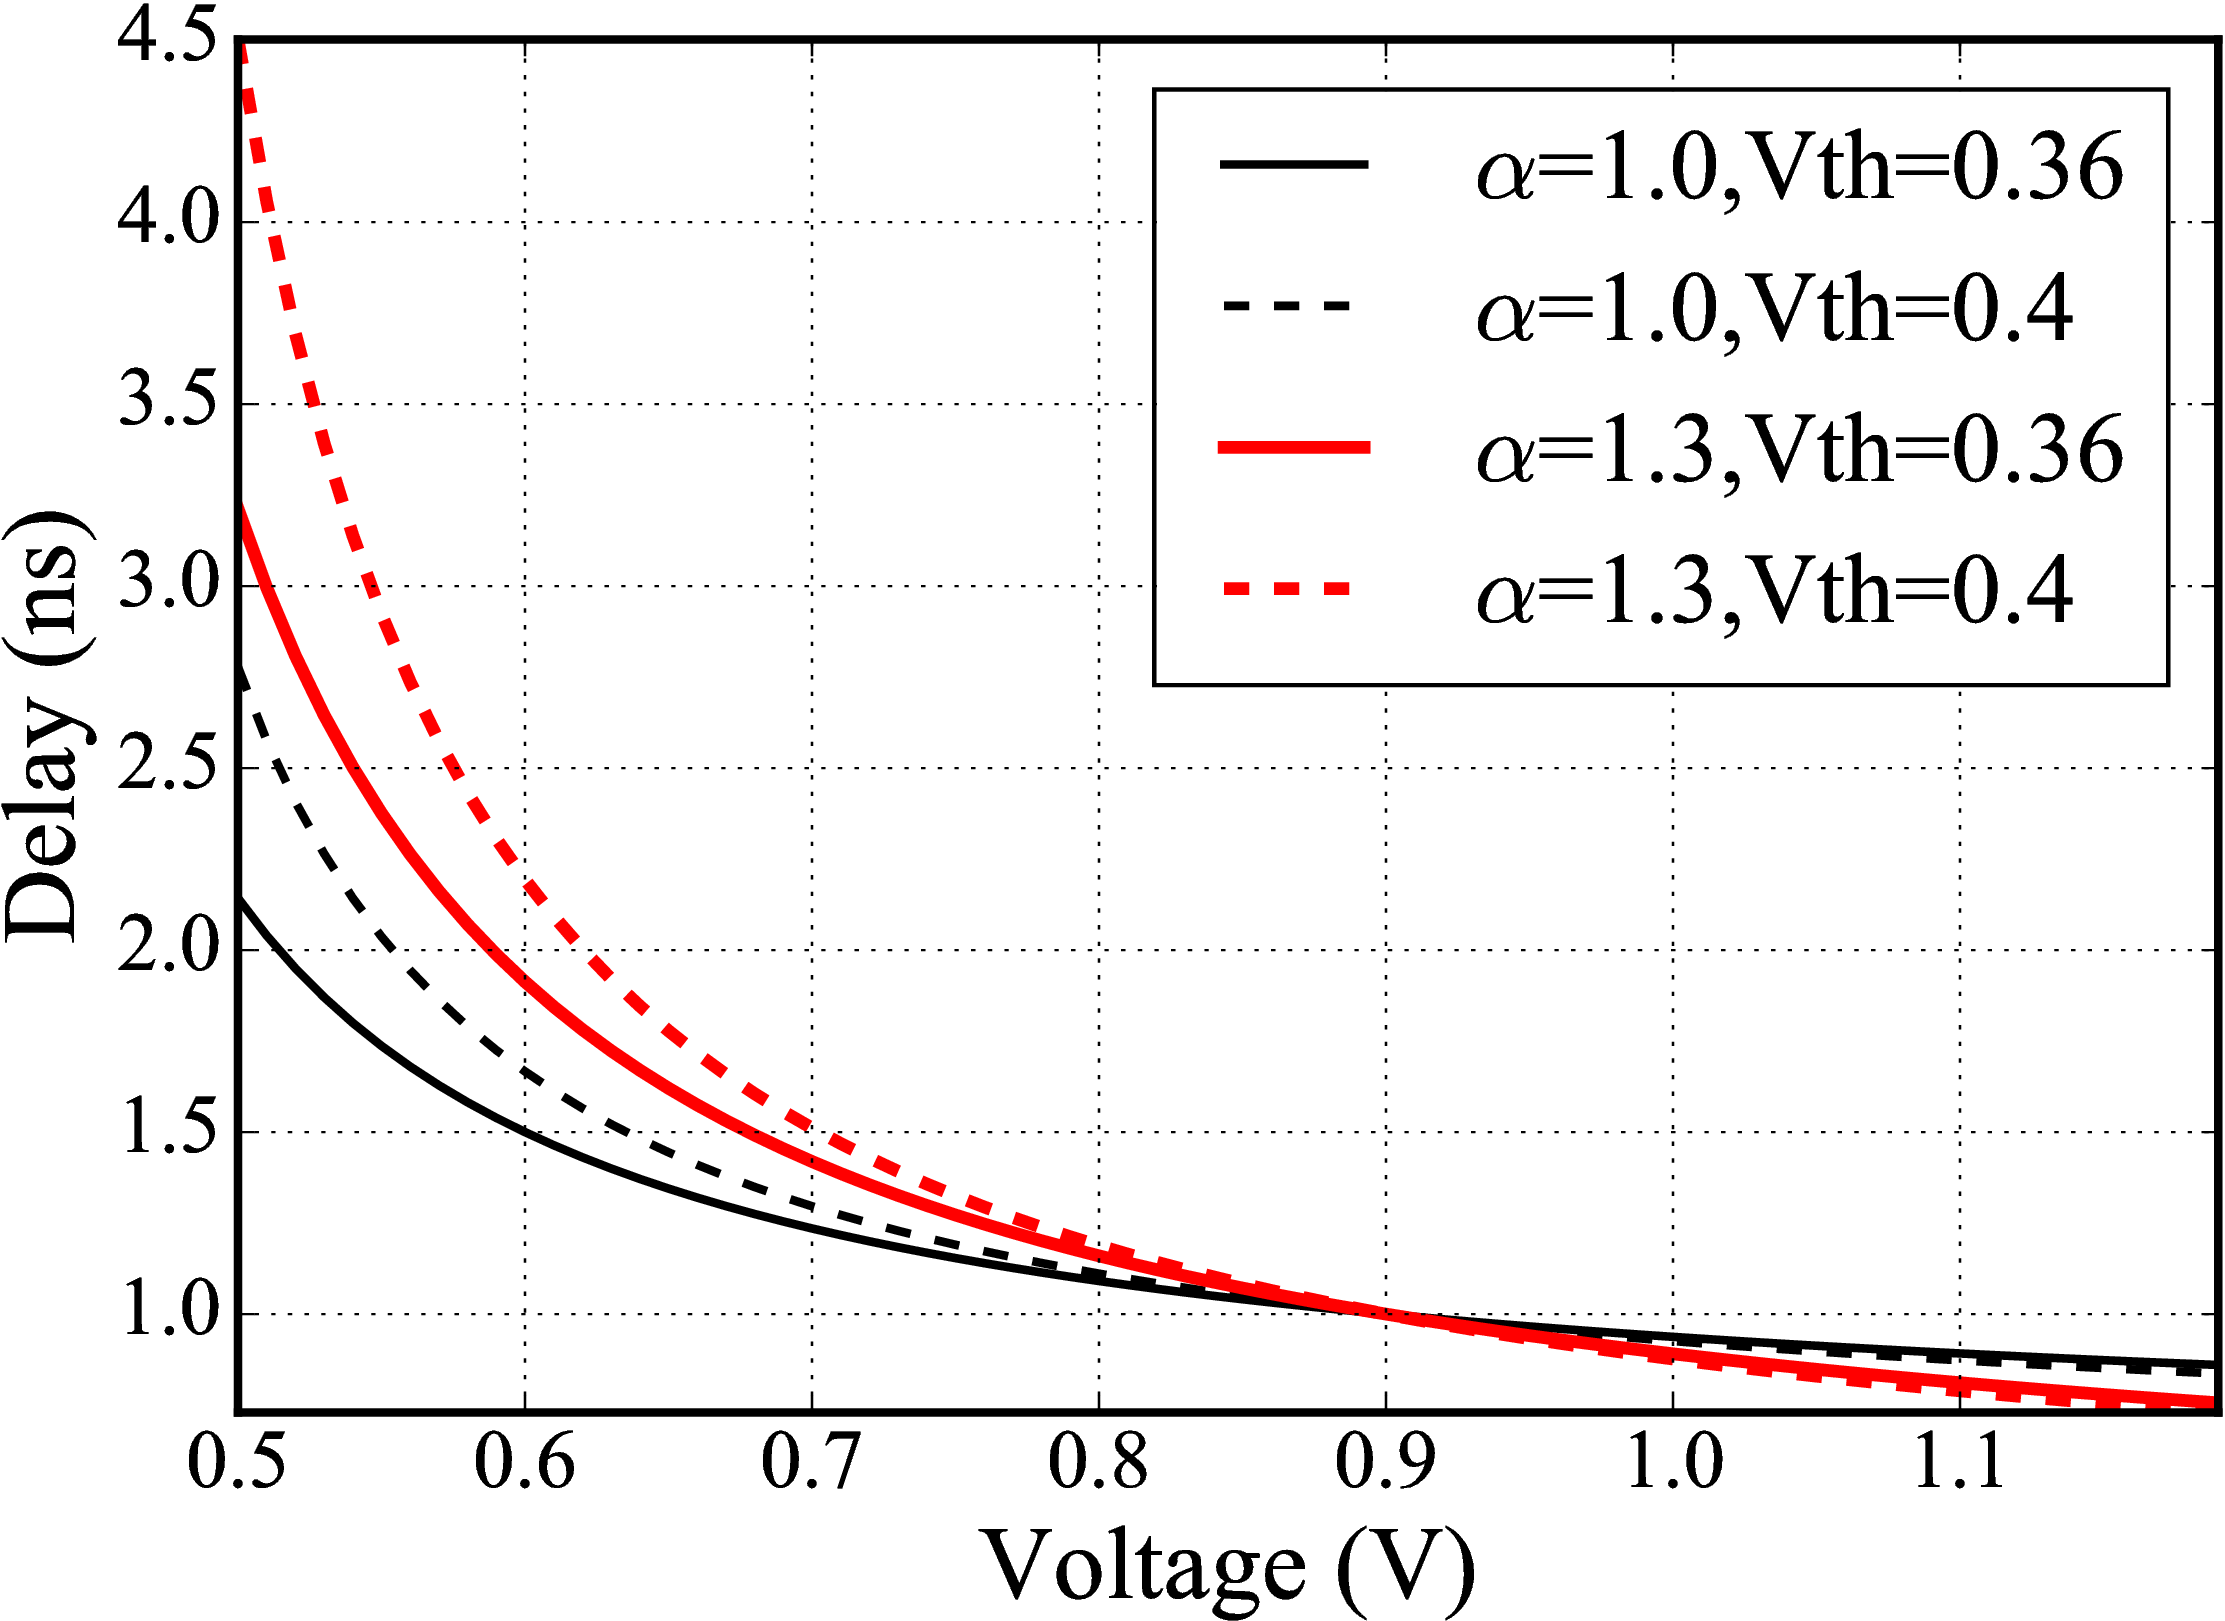 4.5
4.0
3.5
3.0
2.5
2.0
1.5
1.0
Delay (ns)
α=1.0,Vth=0.36
α=1.0,Vth=0.4
α=1.3,Vth=0.36
α=1.3,Vth=0.4
0.5 0.6 0.7 0.8 0.9 1.0 1.1
Voltage (V)